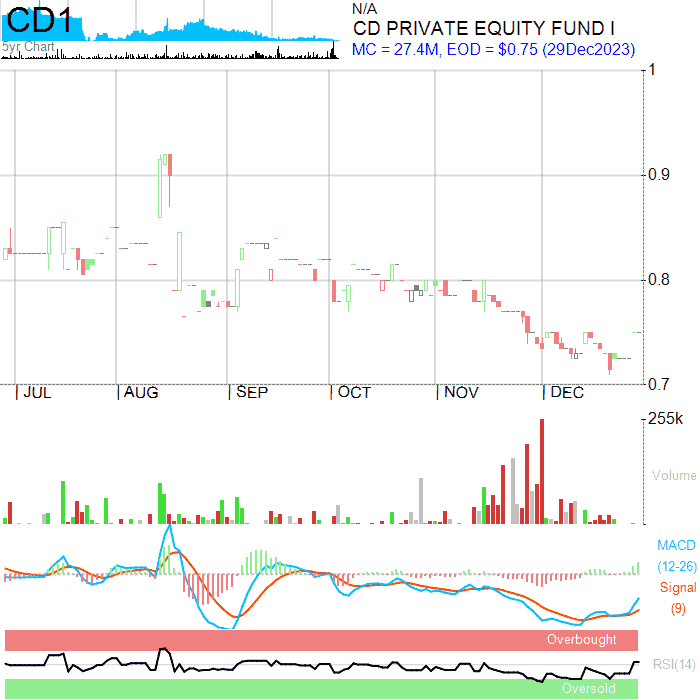 CD1
5yr Chart
N/A
CD PRIVATE EQUITY FUND I
MC = 27.4M, EOD = $0.75 (29Dec2023)
1
0.9
0.8
0.7
JUL AUG SEP OCT NOV DEC
255k
Volume
MACD
(12-26)
Signal
(9)
Overbought
RSI(14)
Oversold